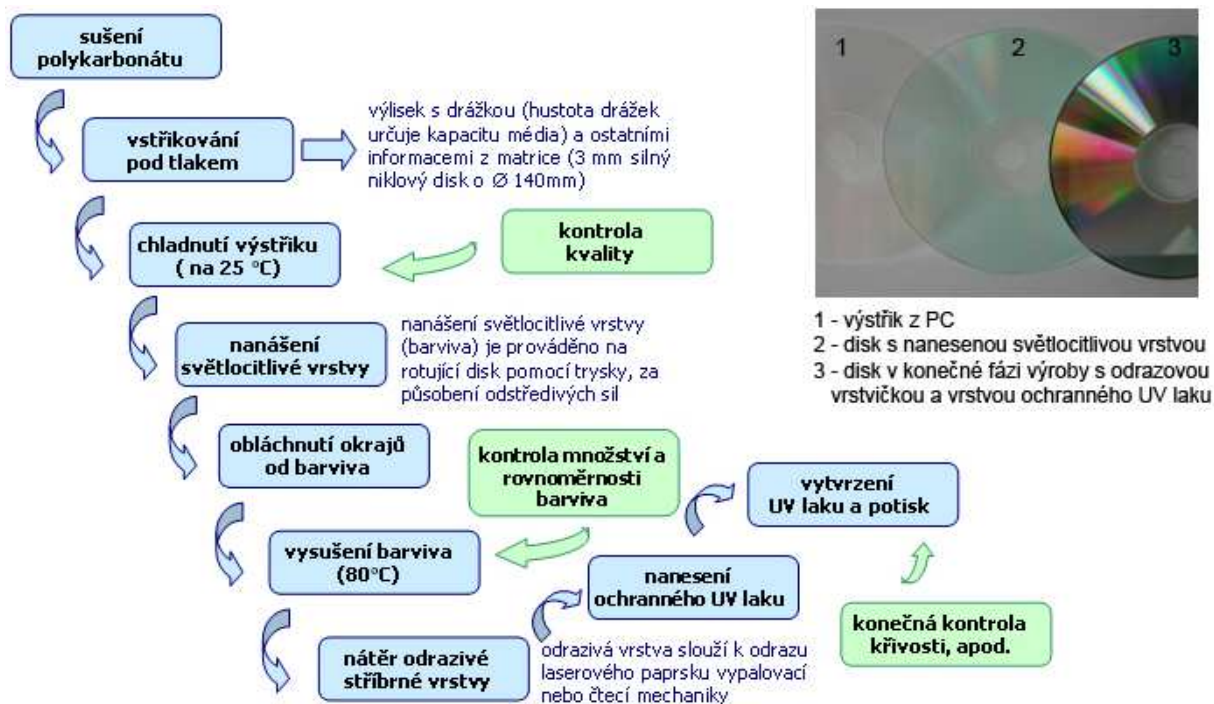 sušení
polykarbonátu
vstřikování
pod tlakem
výlisek s drážkou (hustota drážek
určuje kapacitu média) a ostatními
informacemi z matrice (3 mm silný
niklový disk o Ø 140mm)
chladnutí výstřiku
( na 25 °C)
kontrola
kvality
nanášení
světlocitlivé vrstvy
nanášení světlocitlivé vrstvy
(barviva) je prováděno na
rotující disk pomocí trysky, za
působení odstředivých sil
obláchnutí okrajů
od barviva
kontrola množství a
rovnoměrnosti
barviva
vysušení barviva
(80°C)
nátěr odrazivé
stříbrné vrstvy
odrazivá vrstva slouží k odrazu
laserového paprsku vypalovací
nebo čtecí mechaniky
nanesení
ochranného UV laku
vytvrzení
UV laku a potisk
konečná kontrola
křivosti, apod.
1
2
3
1 - výstřik z PC
2 - disk s nanesenou světlocitlivou vrstvou
3 - disk v konečné fázi výroby s odrazovou
vrstvičkou a vrstvou ochranného UV laku